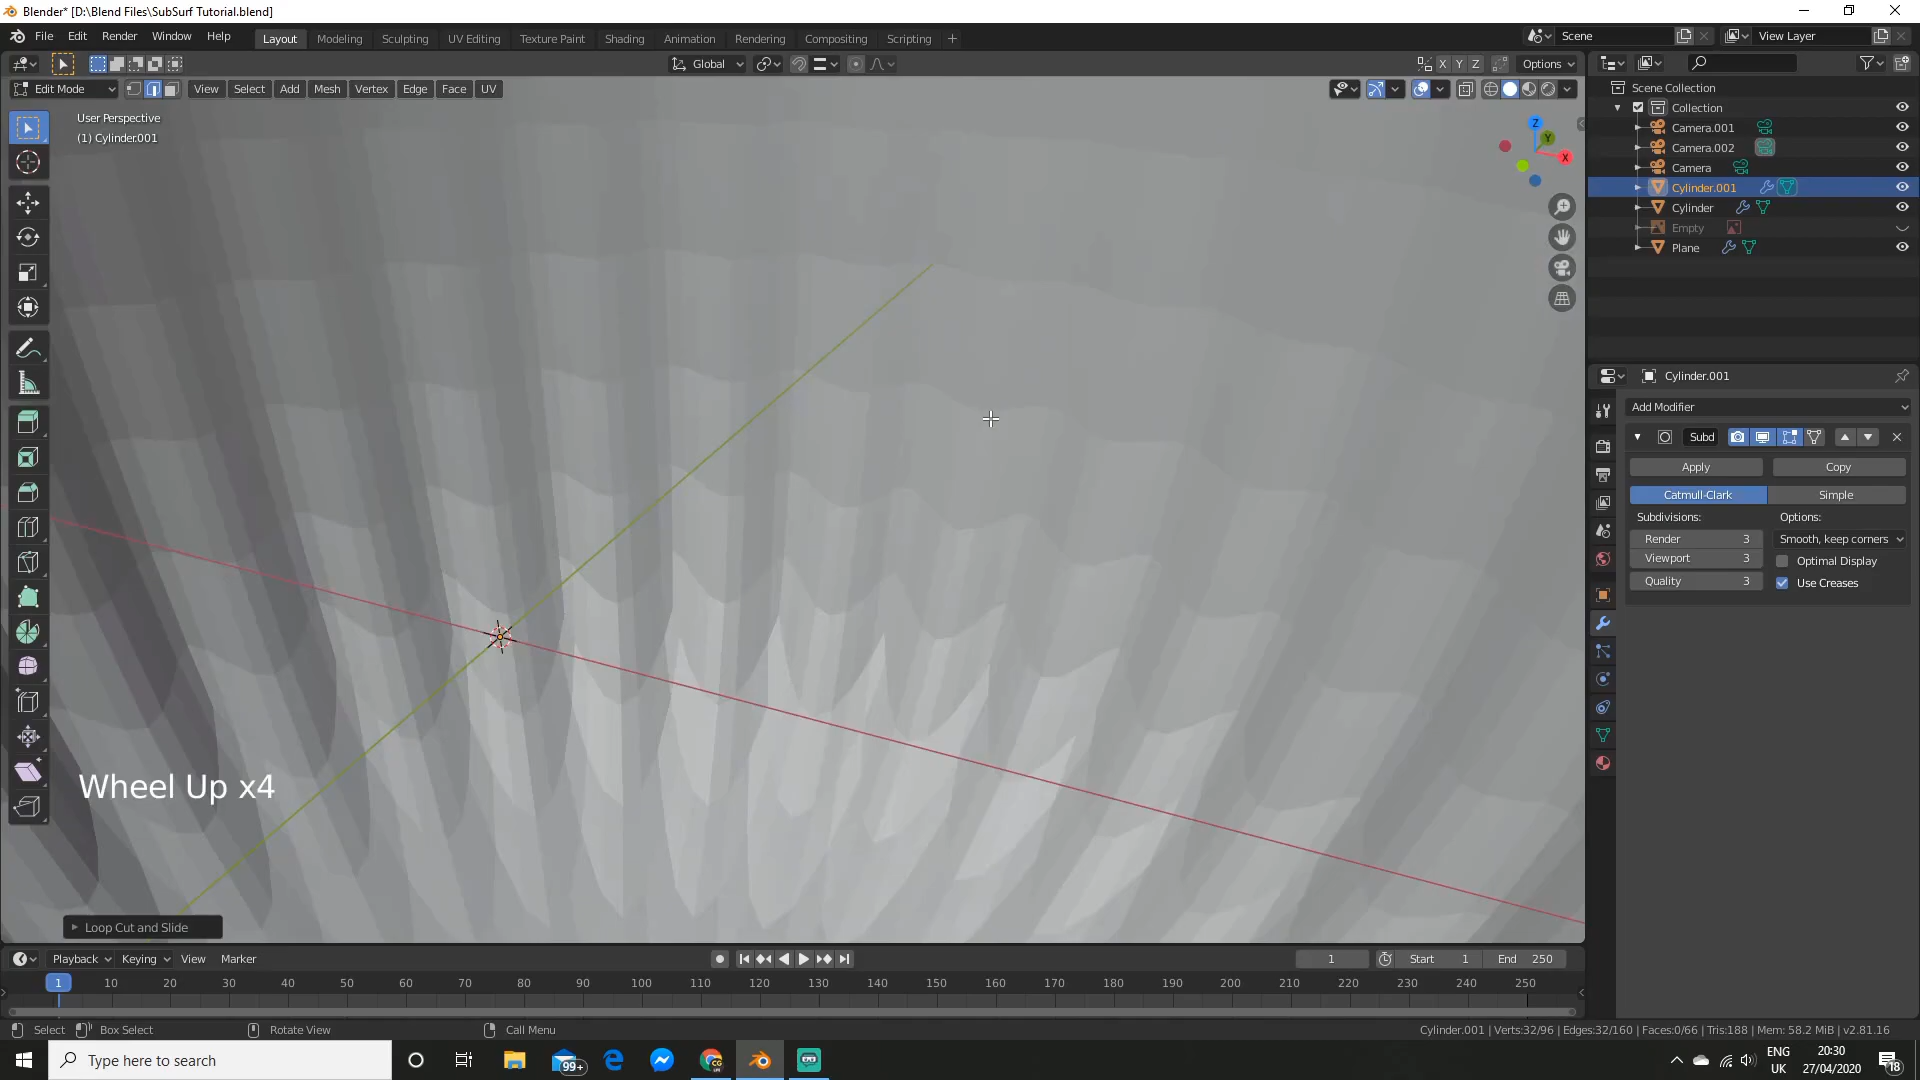 Blender* [D:\Blend Files\SubSurf Tutorial.blend]
File Edit Render Window Help
Layout Modeling Sculpting UV Editing Texture Paint Shading Animation Rendering Compositing Scripting +
Scene
View Layer
Global
X Y Z
Options
Edit Mode
View Select Add Mesh Vertex Edge Face UV
User Perspective
(1) Cylinder.001
Z
Y
X
Wheel Up x4
Loop Cut and Slide
Scene Collection
Collection
Camera.001
Camera.002
Camera
Cylinder.001
Cylinder
Empty
Plane
Cylinder.001
Add Modifier
Subd
Apply Copy
Catmull-Clark Simple
Subdivisions: Options:
Render 3 Smooth, keep corners
Viewport 3 Optimal Display
Quality 3 Use Creases
Playback Keying View Marker
1 Start 1 End 250
1 10 20 30 40 50 60 70 80 90 100 110 120 130 140 150 160 170 180 190 200 210 220 230 240 250
Select Box Select Rotate View Call Menu
Cylinder.001 | Verts:32/96 | Edges:32/160 | Faces:0/66 | Tris:188 | Mem: 58.2 MiB | v2.81.16
Type here to search
99+
ENG
UK
20:30
27/04/2020
18